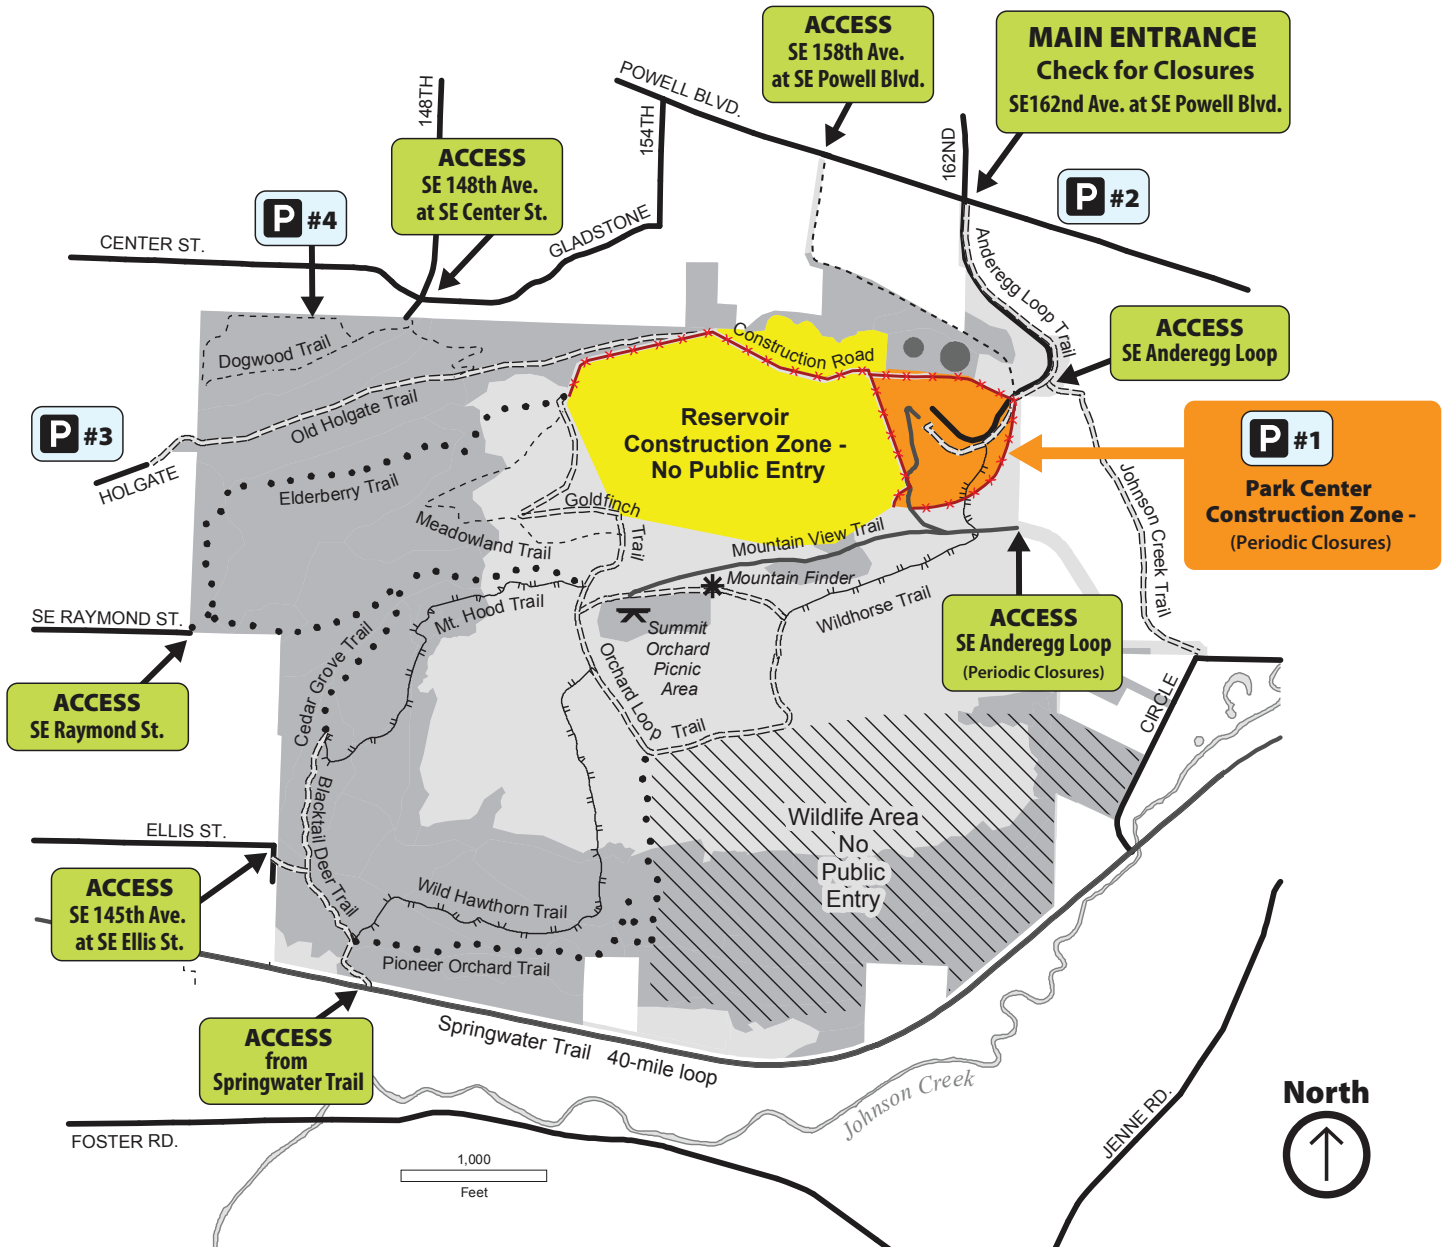 ACCESS
SE 158th Ave.
at SE Powell Blvd.
MAIN ENTRANCE
Check for Closures
SE162nd Ave. at SE Powell Blvd.
POWELL BLVD.
148TH
154TH
162ND
ACCESS
SE 148th Ave.
at SE Center St.
P #2
P #4
CENTER ST.
GLADSTONE
Anderegg Loop Trail
ACCESS
SE Anderegg Loop
Dogwood Trail
Construction Road
Old Holgate Trail
P #3
HOLGATE
Reservoir
Construction Zone -
No Public Entry
P #1
Park Center
Construction Zone -
(Periodic Closures)
Elderberry Trail
Goldfinch
Trail
Meadowland Trail
Mountain View Trail
Johnson Creek Trail
Mountain Finder
Mt. Hood Trail
Wildhorse Trail
SE RAYMOND ST.
ACCESS
SE Raymond St.
Summit
Orchard
Picnic
Area
ACCESS
SE Anderegg Loop
(Periodic Closures)
Cedar Grove Trail
Orchard Loop
Trail
CIRCLE
Blacktail Deer Trail
ELLIS ST.
Wildlife Area
No
Public
Entry
ACCESS
SE 145th Ave.
at SE Ellis St.
Wild Hawthorn Trail
Pioneer Orchard Trail
ACCESS
from
Springwater Trail
Springwater Trail 40-mile loop
Johnson Creek
JENNE RD.
FOSTER RD.
North
1,000
Feet